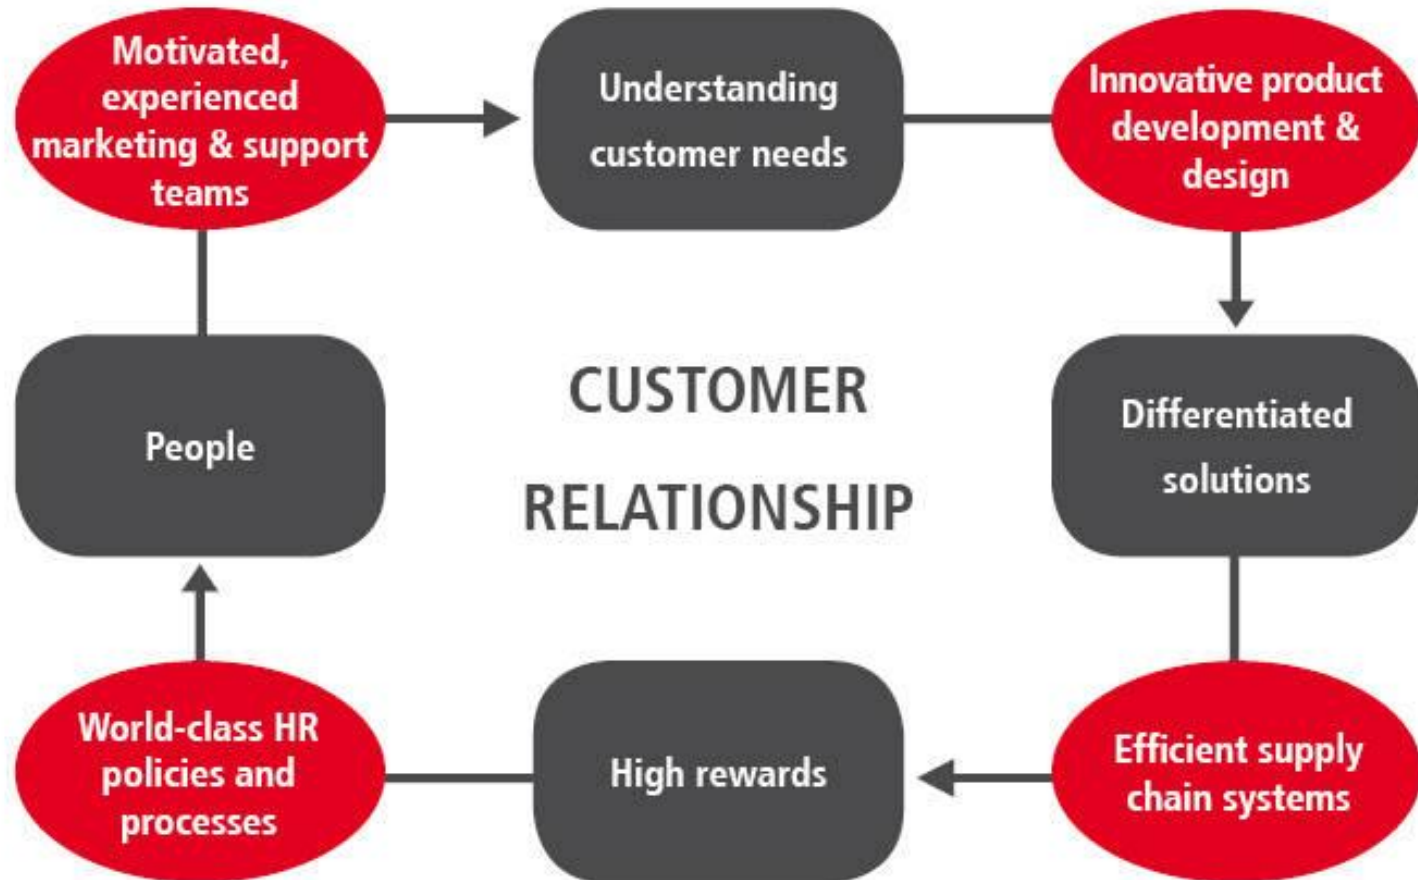 Motivated,
experienced
marketing & support
teams
Understanding
customer needs
Innovative product
development &
design
People
CUSTOMER
RELATIONSHIP
Differentiated
solutions
World-class HR
policies and
processes
High rewards
Efficient supply
chain systems